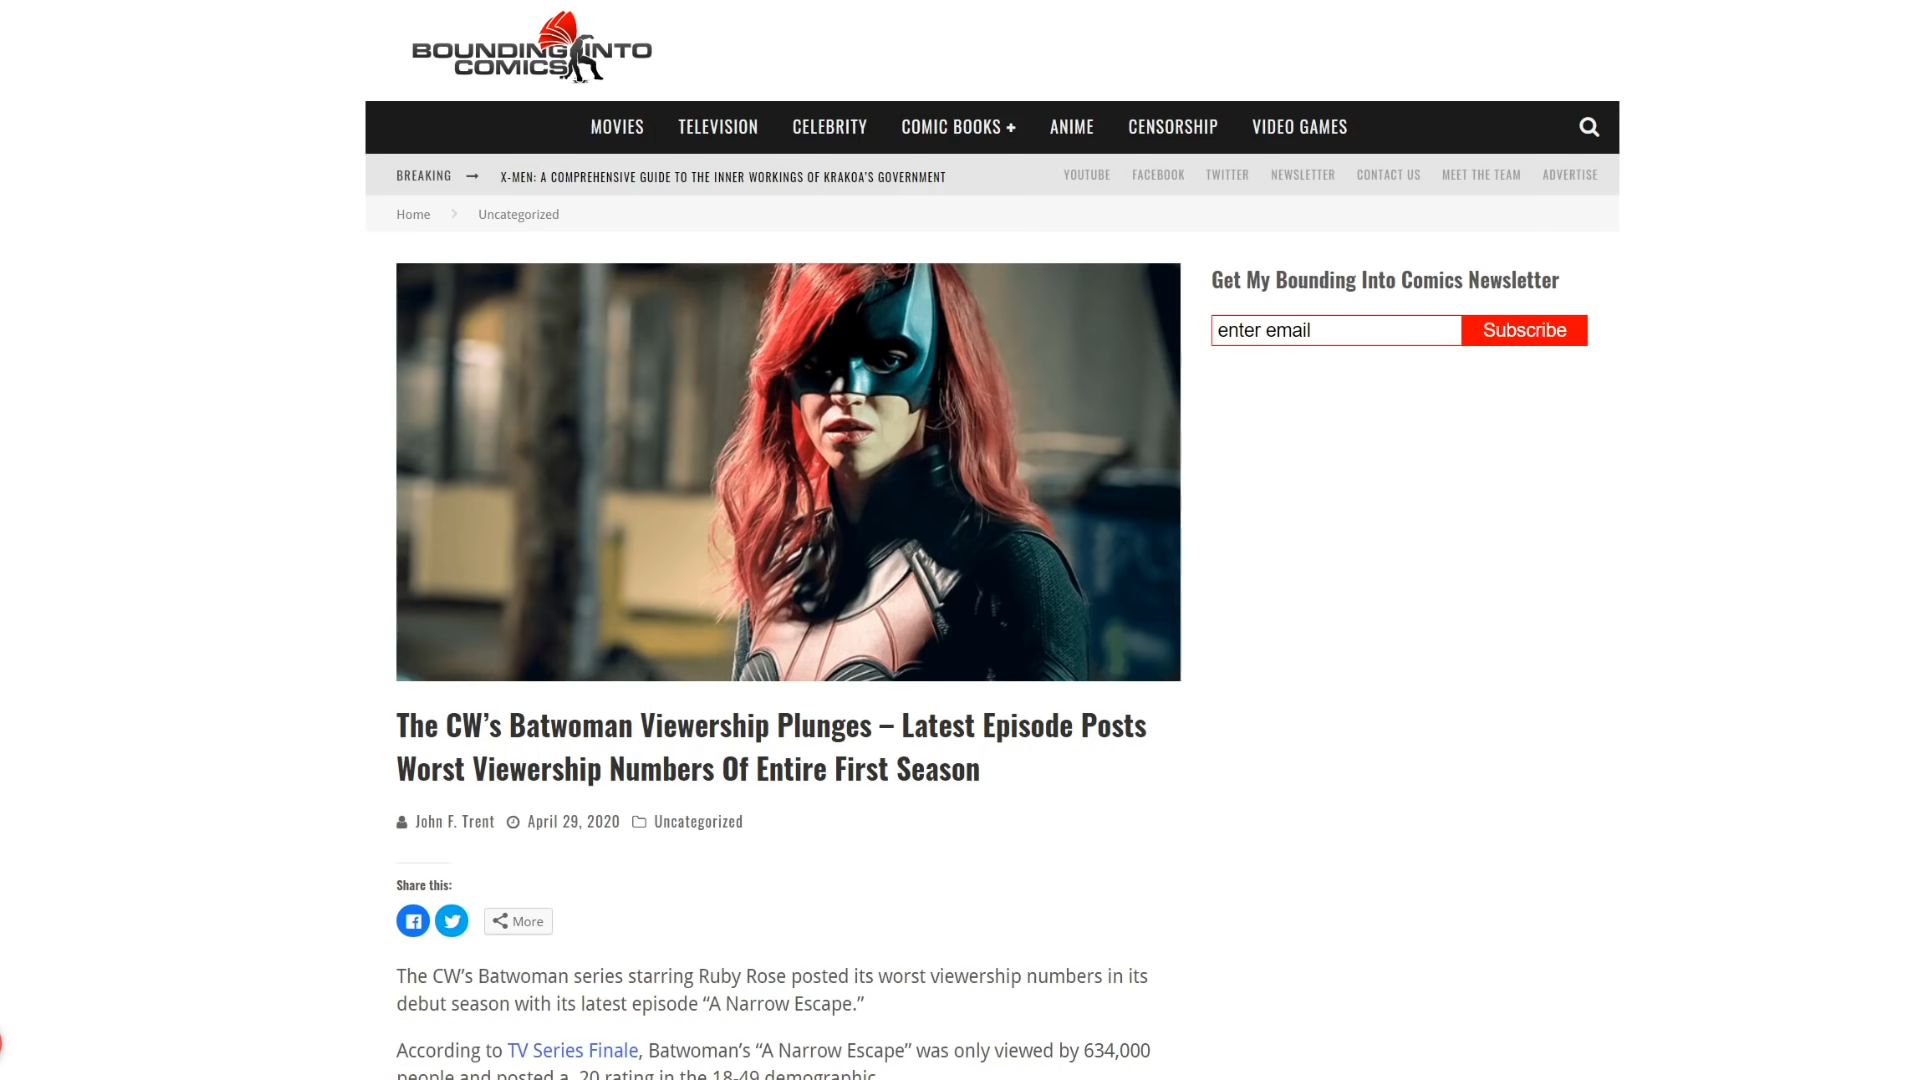 BOUNDING INTO
COMICS
MOVIES TELEVISION CELEBRITY COMIC BOOKS + ANIME CENSORSHIP VIDEO GAMES
BREAKING → X-MEN: A COMPREHENSIVE GUIDE TO THE INNER WORKINGS OF KRAKOA'S GOVERNMENT YOUTUBE FACEBOOK TWITTER NEWSLETTER CONTACT US MEET THE TEAM ADVERTISE
Home > Uncategorized
Get My Bounding Into Comics Newsletter
enter email Subscribe
The CW's Batwoman Viewership Plunges – Latest Episode Posts
Worst Viewership Numbers Of Entire First Season
John F. Trent April 29, 2020 Uncategorized
Share this:
More
The CW's Batwoman series starring Ruby Rose posted its worst viewership numbers in its
debut season with its latest episode “A Narrow Escape.”
According to TV Series Finale, Batwoman's “A Narrow Escape” was only viewed by 634,000
people and posted a .20 rating in the 18-49 demographic.